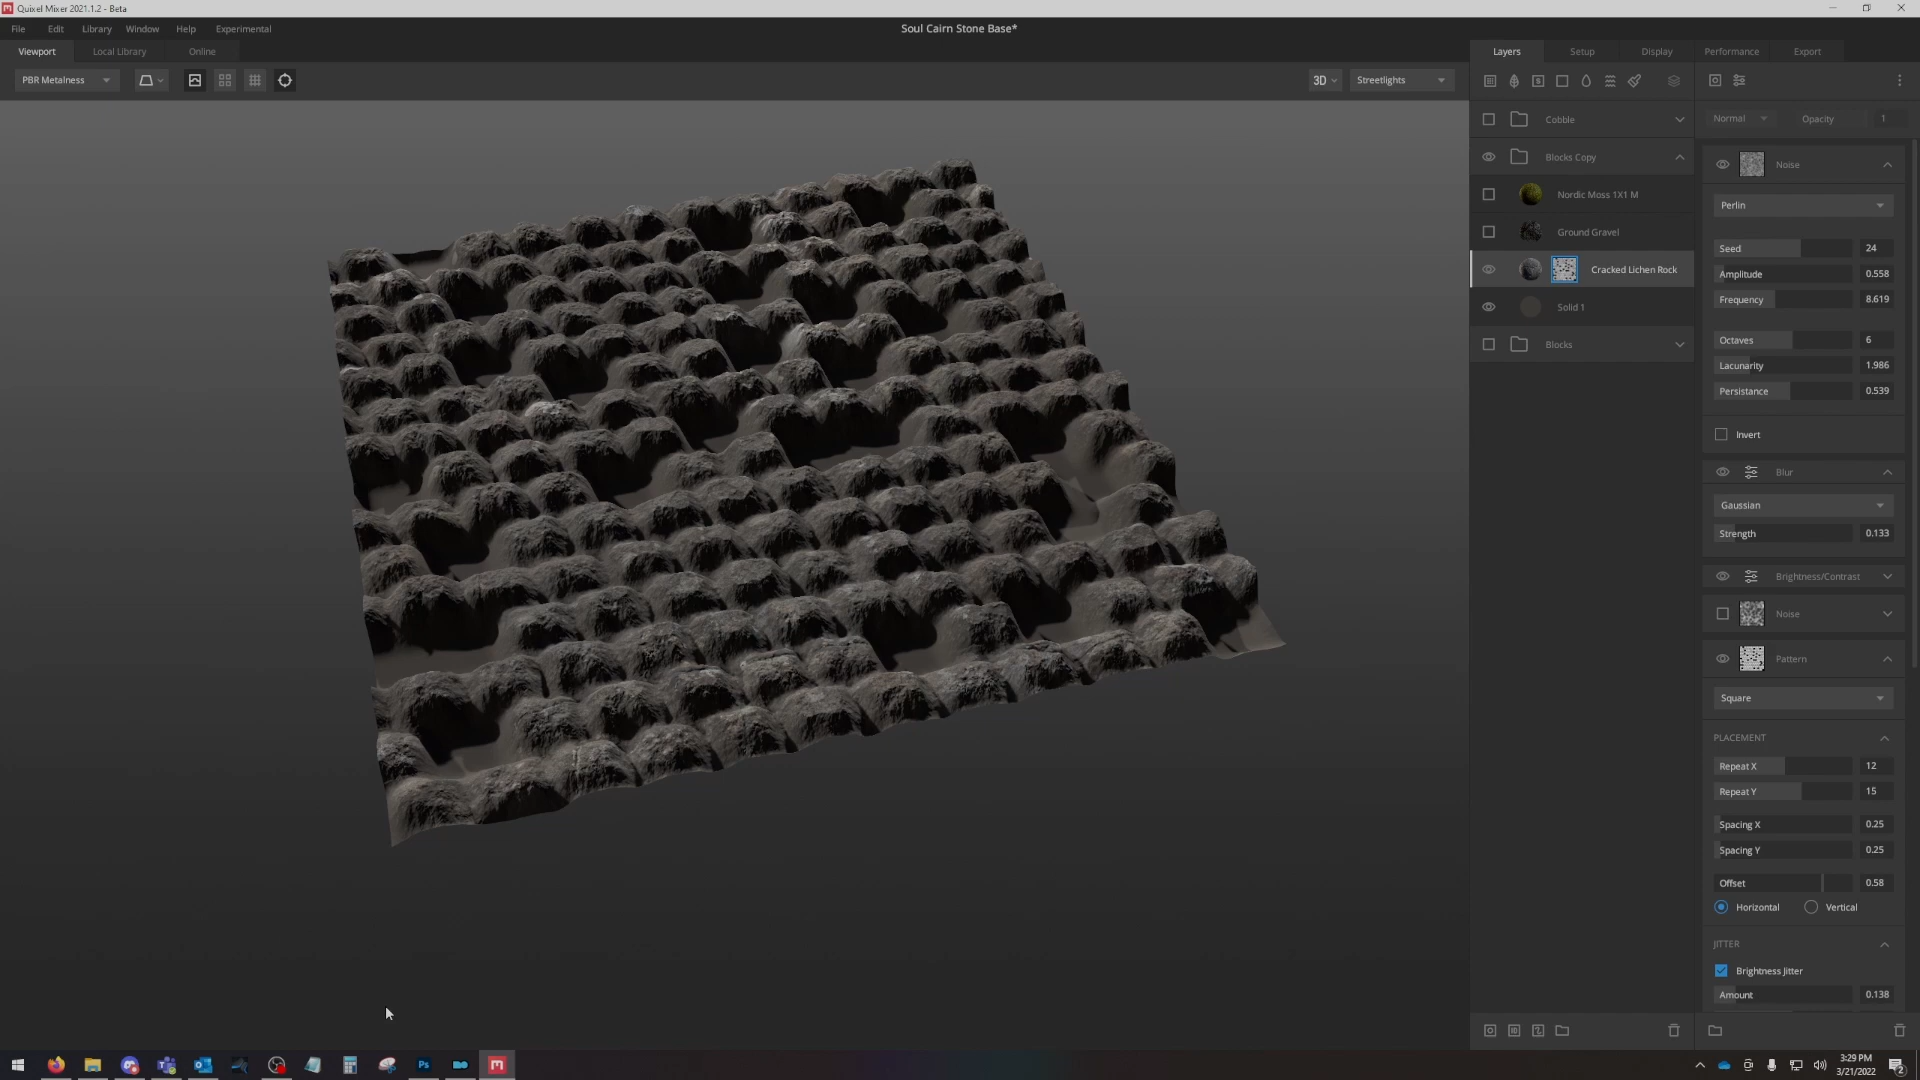 Quixel Mixer 2021.1.2 - Beta
File Edit Library Window Help Experimental
Soul Cairn Stone Base*
Viewport Local Library Online
Layers Setup Display Performance Export
PBR Metalness
3D Streetlights
Cobble
Blocks Copy
Nordic Moss 1X1 M
Ground Gravel
Cracked Lichen Rock
Solid 1
Blocks
Normal Opacity 1
Noise
Perlin
Seed 24
Amplitude 0.558
Frequency 8.619
Octaves 6
Lacunarity 1.986
Persistance 0.539
Invert
Blur
Gaussian
Strength 0.133
Brightness/Contrast
Noise
Pattern
Square
PLACEMENT
Repeat X 12
Repeat Y 15
Spacing X 0.25
Spacing Y 0.25
Offset 0.58
Horizontal Vertical
JITTER
Brightness Jitter
Amount 0.138
Ps
3:29 PM
3/21/2022
2